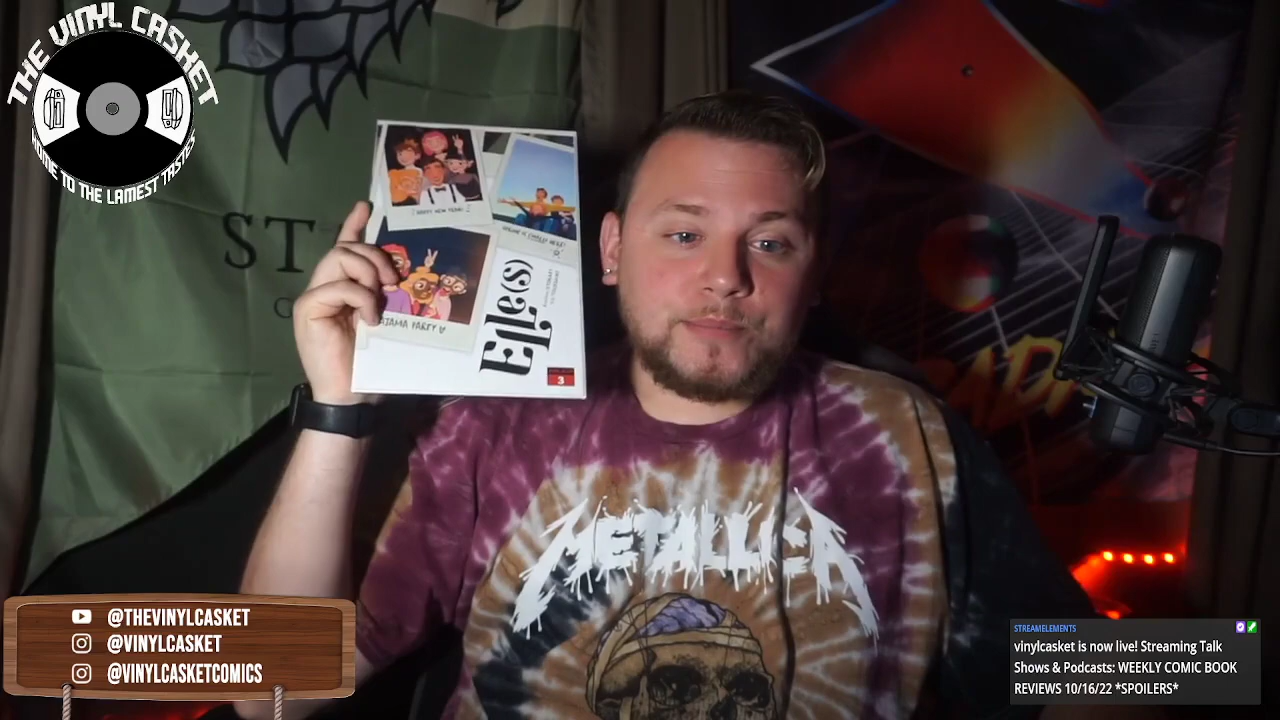 THE VINYL CASKET
HOME TO THE LAMEST TASTES
HAPPY NEW YEAR!
PAJAMA PARTY
ELLE(S)
3
ST
METALLICA
@THEVINYLCASKET
@VINYLCASKET
@VINYLCASKETCOMICS
STREAMELEMENTS
vinylcasket is now live! Streaming Talk
Shows & Podcasts: WEEKLY COMIC BOOK
REVIEWS 10/16/22 *SPOILERS*